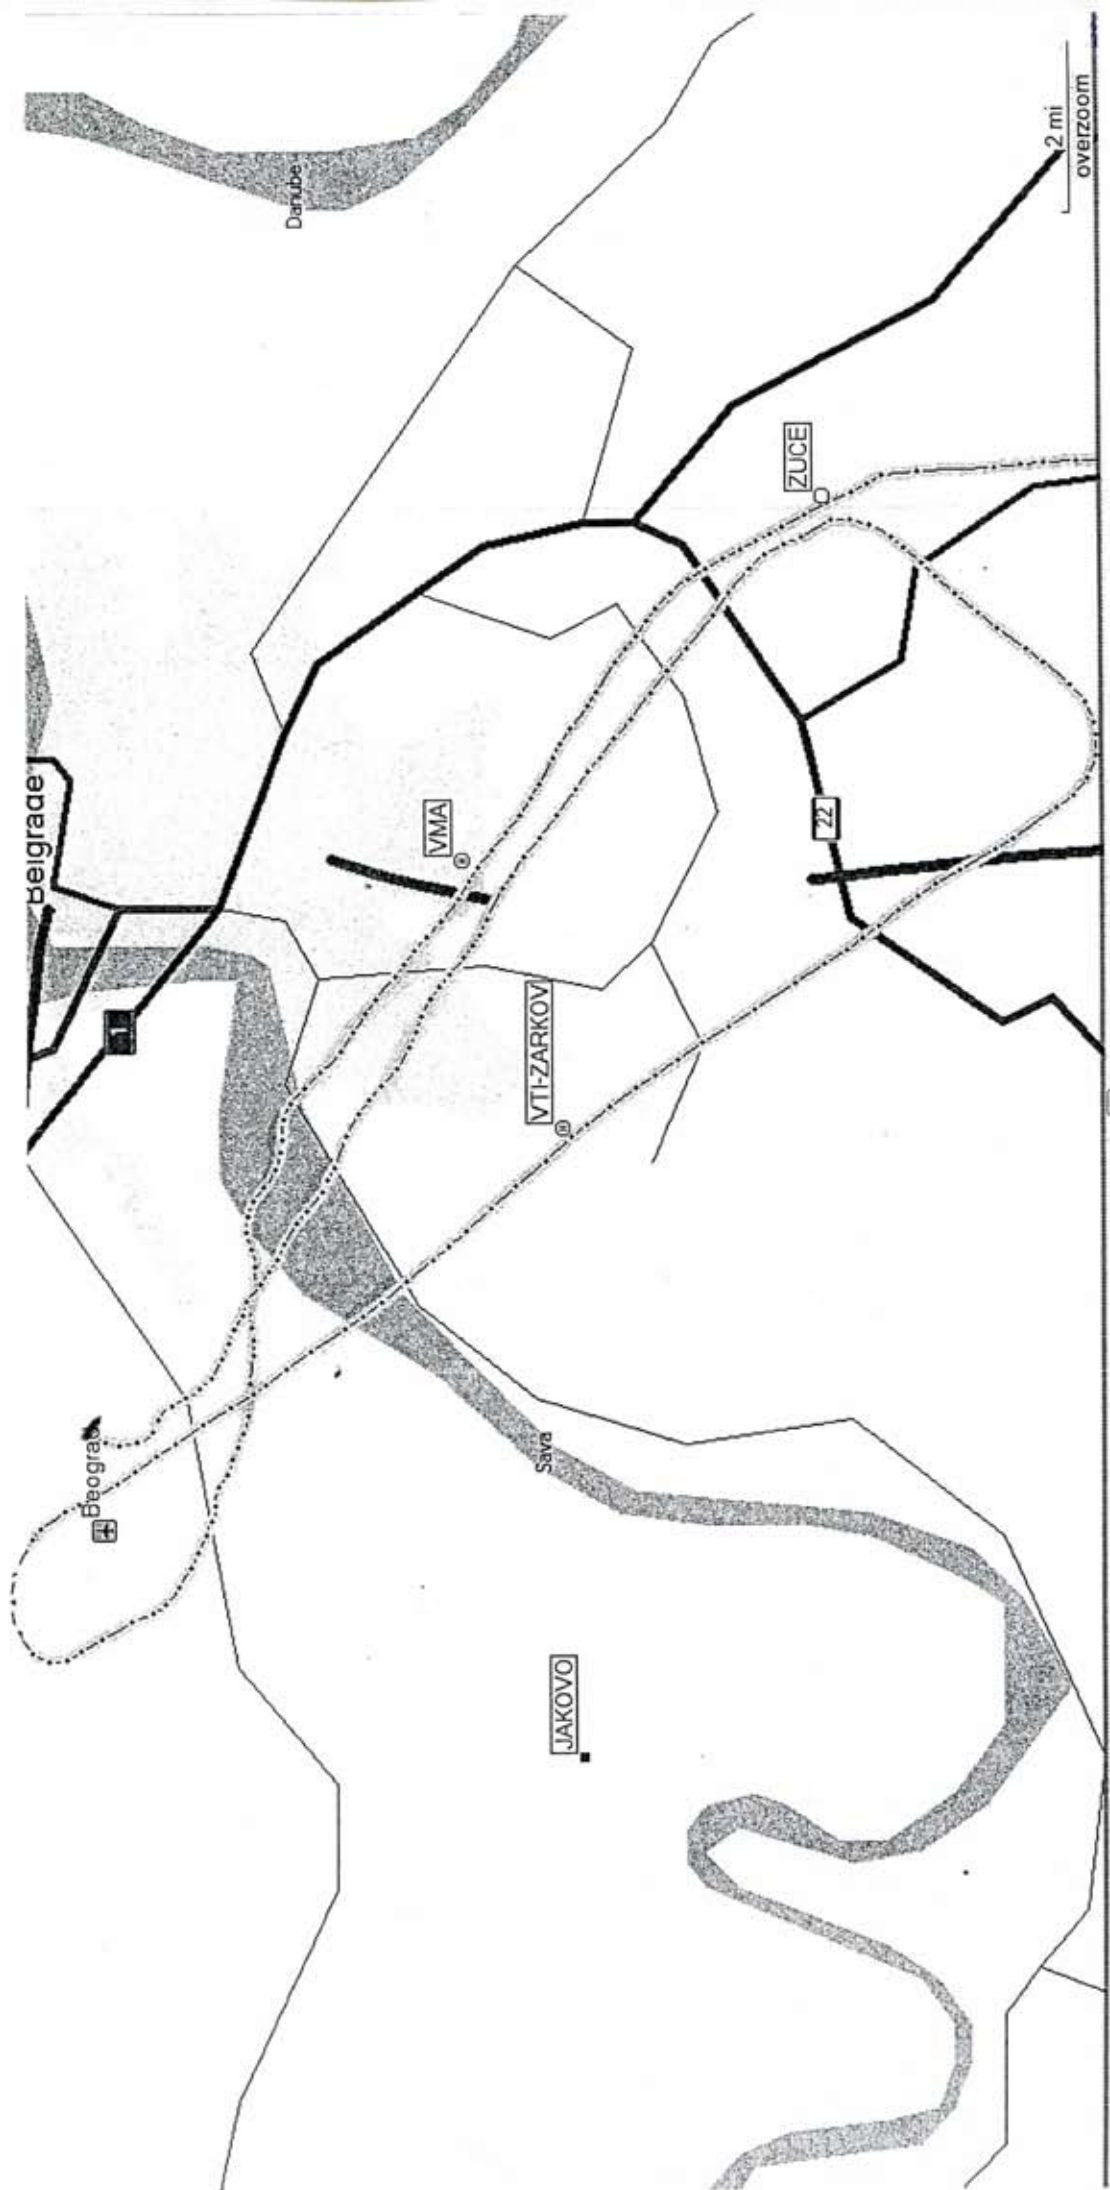 Belgrade
Beograd
1
Danube
VMA
VTI-ZARKOV
Sava
JAKOVO
ZUCE
22
2 mi
overzoom